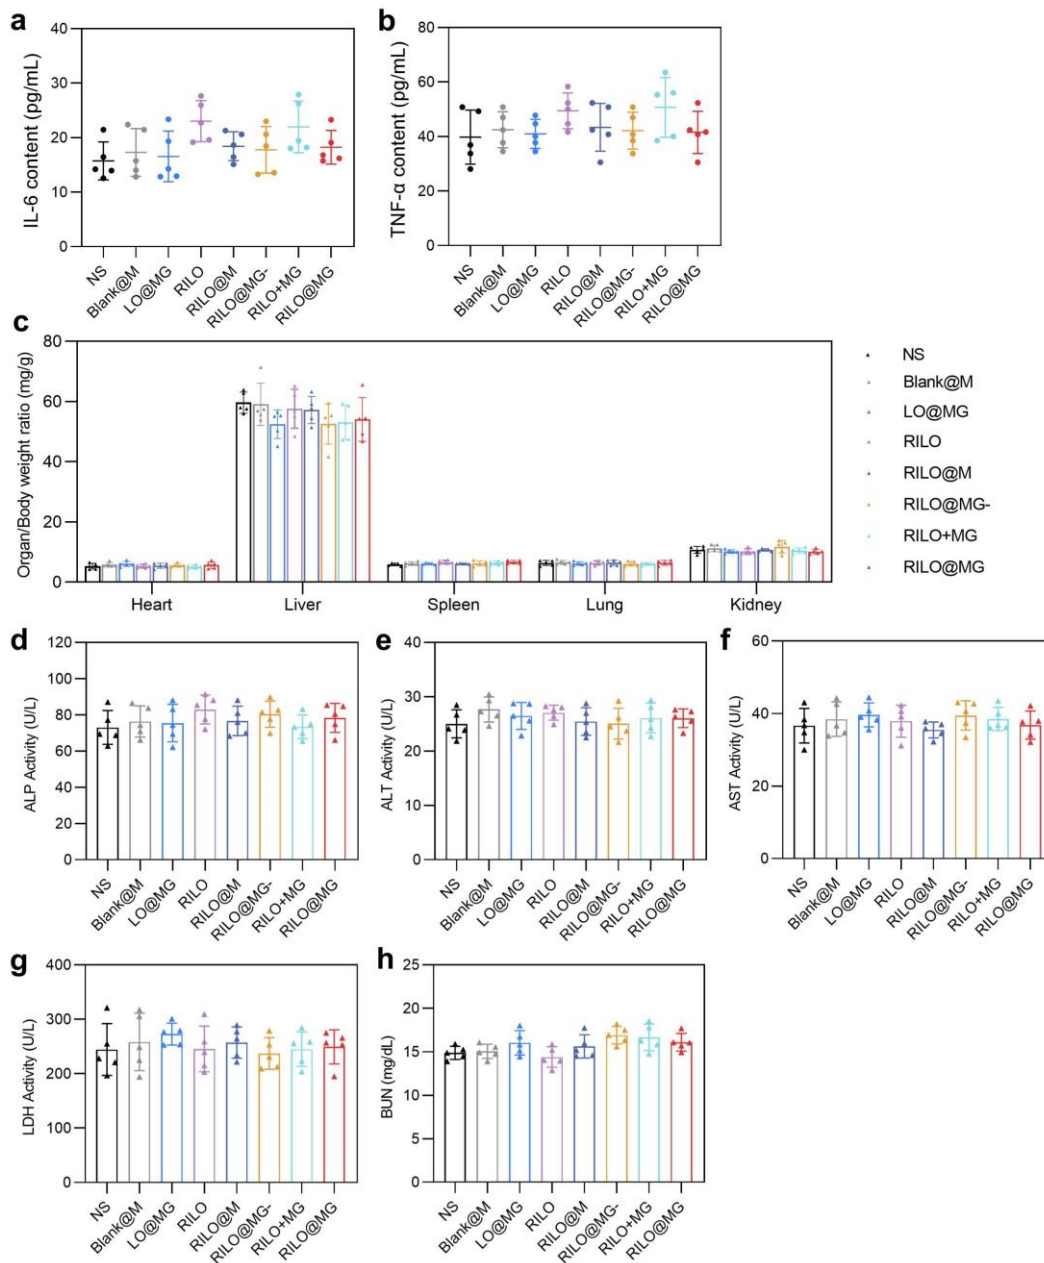 a
IL-6 content (pg/mL)
40
30
20
10
0
NS
Blank@M
LO@MG
RILO
RILO@M
RILO@MG-
RILO+MG
RILO@MG
b
TNF-α content (pg/mL)
80
60
40
20
0
NS
Blank@M
LO@MG
RILO
RILO@M
RILO@MG-
RILO+MG
RILO@MG
c
Organ/Body weight ratio (mg/g)
80
60
40
20
0
Heart
Liver
Spleen
Lung
Kidney
NS
Blank@M
LO@MG
RILO
RILO@M
RILO@MG-
RILO+MG
RILO@MG
d
ALP Activity (U/L)
120
100
80
60
40
20
0
NS
Blank@M
LO@MG
RILO
RILO@M
RILO@MG-
RILO+MG
RILO@MG
e
ALT Activity (U/L)
40
30
20
10
0
NS
Blank@M
LO@MG
RILO
RILO@M
RILO@MG-
RILO+MG
RILO@MG
f
AST Activity (U/L)
60
40
20
0
NS
Blank@M
LO@MG
RILO
RILO@M
RILO@MG-
RILO+MG
RILO@MG
g
LDH Activity (U/L)
400
300
200
100
0
NS
Blank@M
LO@MG
RILO
RILO@M
RILO@MG-
RILO+MG
RILO@MG
h
BUN (mg/dL)
25
20
15
10
5
0
NS
Blank@M
LO@MG
RILO
RILO@M
RILO@MG-
RILO+MG
RILO@MG